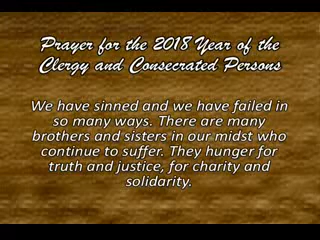 Prayer for the 2018 Year of the
Clergy and Consecrated Persons
We have sinned and we have failed in
so many ways. There are many
brothers and sisters in our midst who
continue to suffer. They hunger for
truth and justice, for charity and
solidarity.